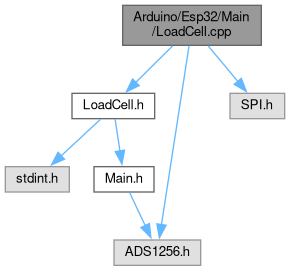 Arduino/Esp32/Main
/LoadCell.cpp
LoadCell.h
SPI.h
stdint.h
Main.h
ADS1256.h